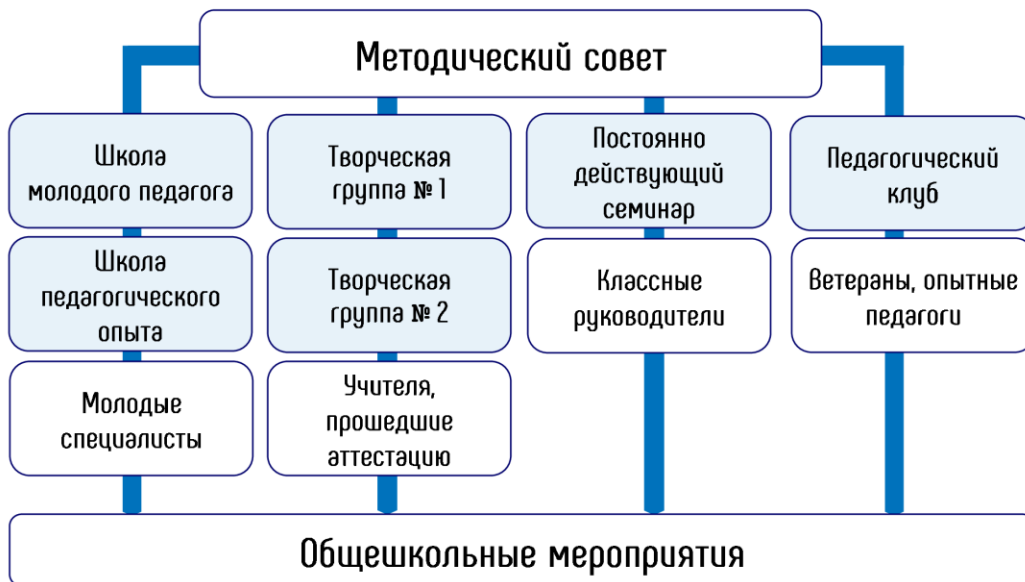 Методический совет
Школа
молодого педагога
Творческая
группа № 1
Постоянно
действующий
семинар
Педагогический
клуб
Школа
педагогического
опыта
Творческая
группа № 2
Классные
руководители
Ветераны, опытные
педагоги
Молодые
специалисты
Учителя,
прошедшие
аттестацию
Общешкольные мероприятия